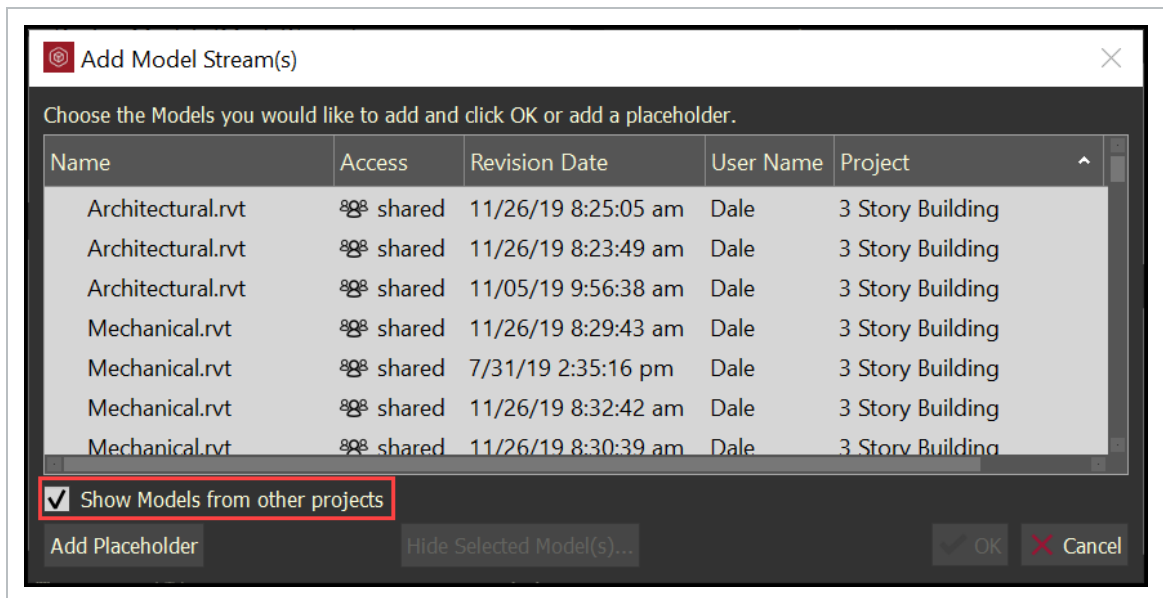 Add Model Stream(s)
Choose the Models you would like to add and click OK or add a placeholder.
Name Access Revision Date User Name Project
Architectural.rvt shared 11/26/19 8:25:05 am Dale 3 Story Building
Architectural.rvt shared 11/26/19 8:23:49 am Dale 3 Story Building
Architectural.rvt shared 11/05/19 9:56:38 am Dale 3 Story Building
Mechanical.rvt shared 11/26/19 8:29:43 am Dale 3 Story Building
Mechanical.rvt shared 7/31/19 2:35:16 pm Dale 3 Story Building
Mechanical.rvt shared 11/26/19 8:32:42 am Dale 3 Story Building
Mechanical.rvt shared 11/26/19 8:30:39 am Dale 3 Story Building
Show Models from other projects
Add Placeholder Hide Selected Model(s)... OK Cancel